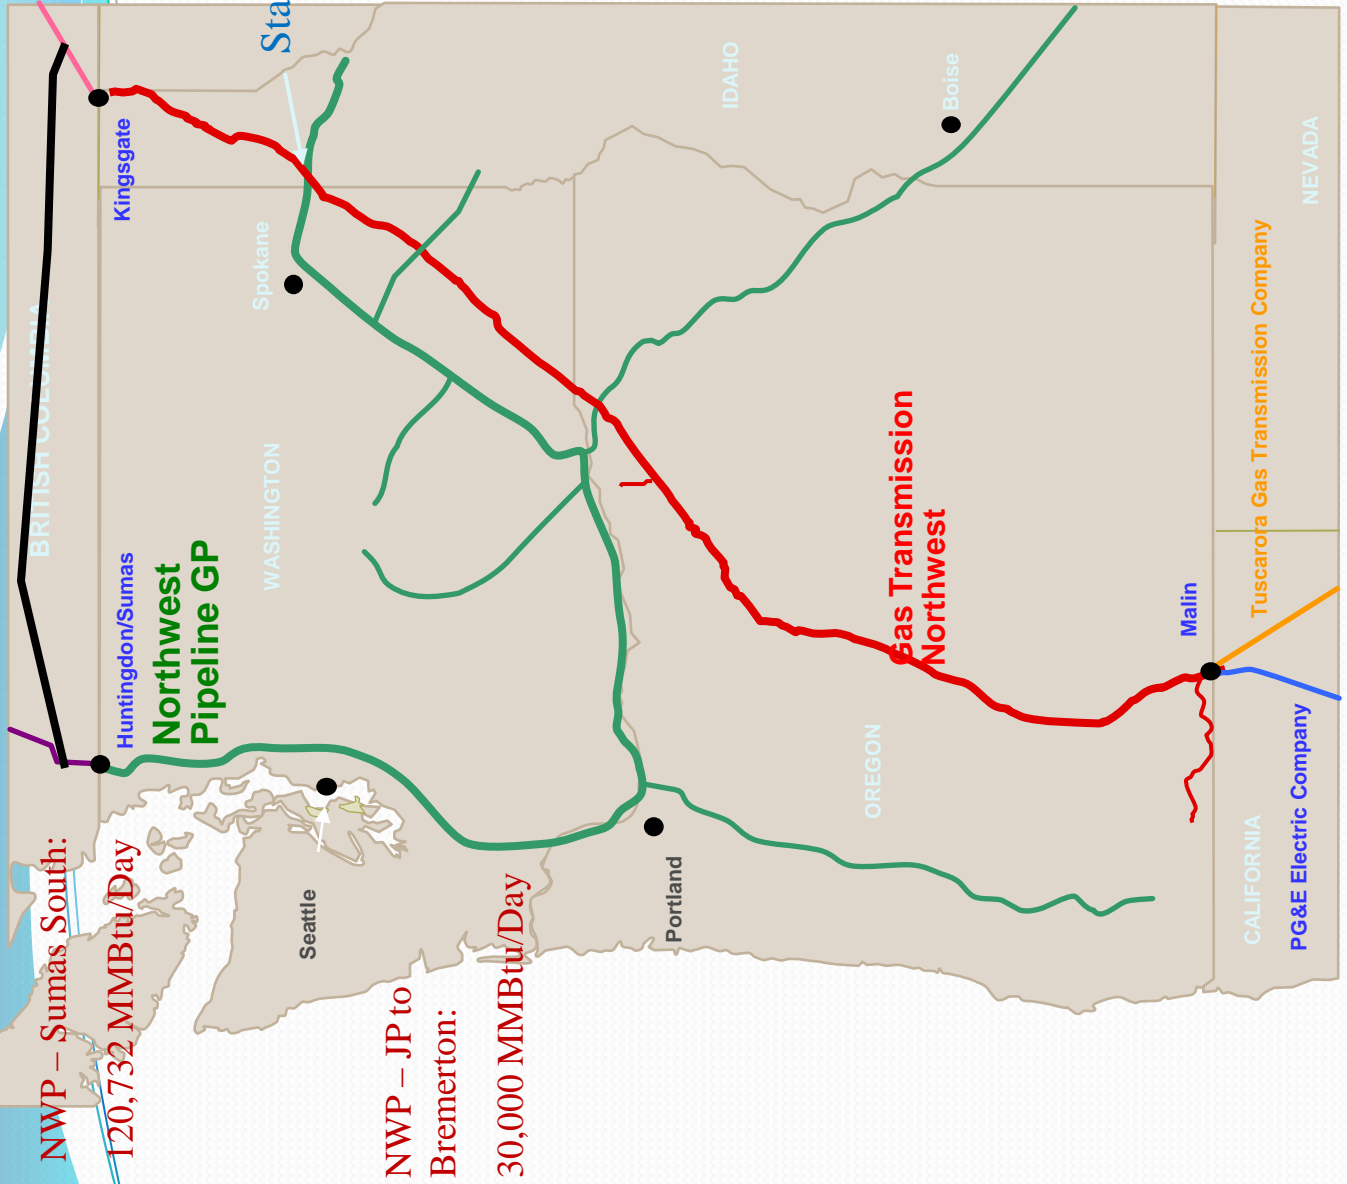 NWP – Sumas South:
120,732 MMBtu/Day
NWP – JP to
Bremerton:
30,000 MMBtu/Day
Sta
BRITISH COLUMBIA
Huntingdon/Sumas
Kingsgate
Northwest
Pipeline GP
Seattle
WASHINGTON
Spokane
Portland
IDAHO
Boise
OREGON
Gas Transmission
Northwest
Malin
CALIFORNIA
NEVADA
Tuscarora Gas Transmission Company
PG&E Electric Company